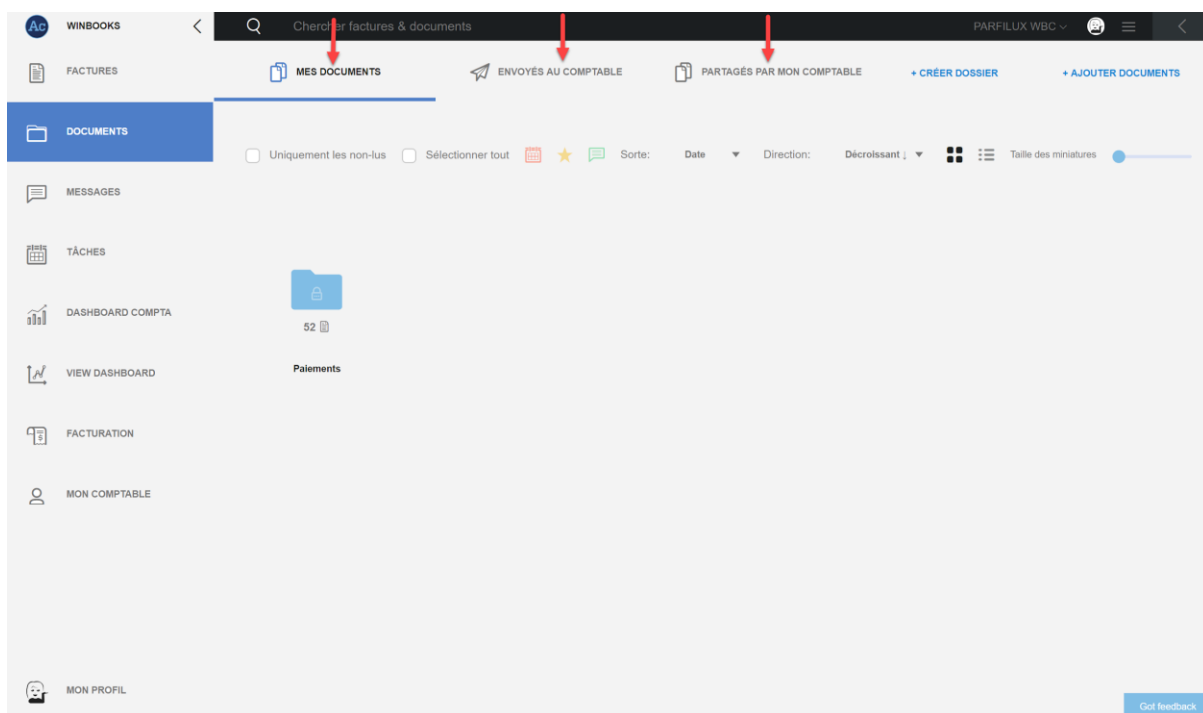 Ac WINBOOKS
Chercher factures & documents
PARFILUX WBC
FACTURES
MES DOCUMENTS
ENVOYÉS AU COMPTABLE
PARTAGÉS PAR MON COMPTABLE
+ CRÉER DOSSIER
+ AJOUTER DOCUMENTS
DOCUMENTS
Uniquement les non-lus
Sélectionner tout
Sorte:
Date
Direction:
Décroissant ↓
Taille des miniatures
MESSAGES
TÂCHES
DASHBOARD COMPTA
52
VIEW DASHBOARD
Paiements
FACTURATION
MON COMPTABLE
MON PROFIL
Got feedback